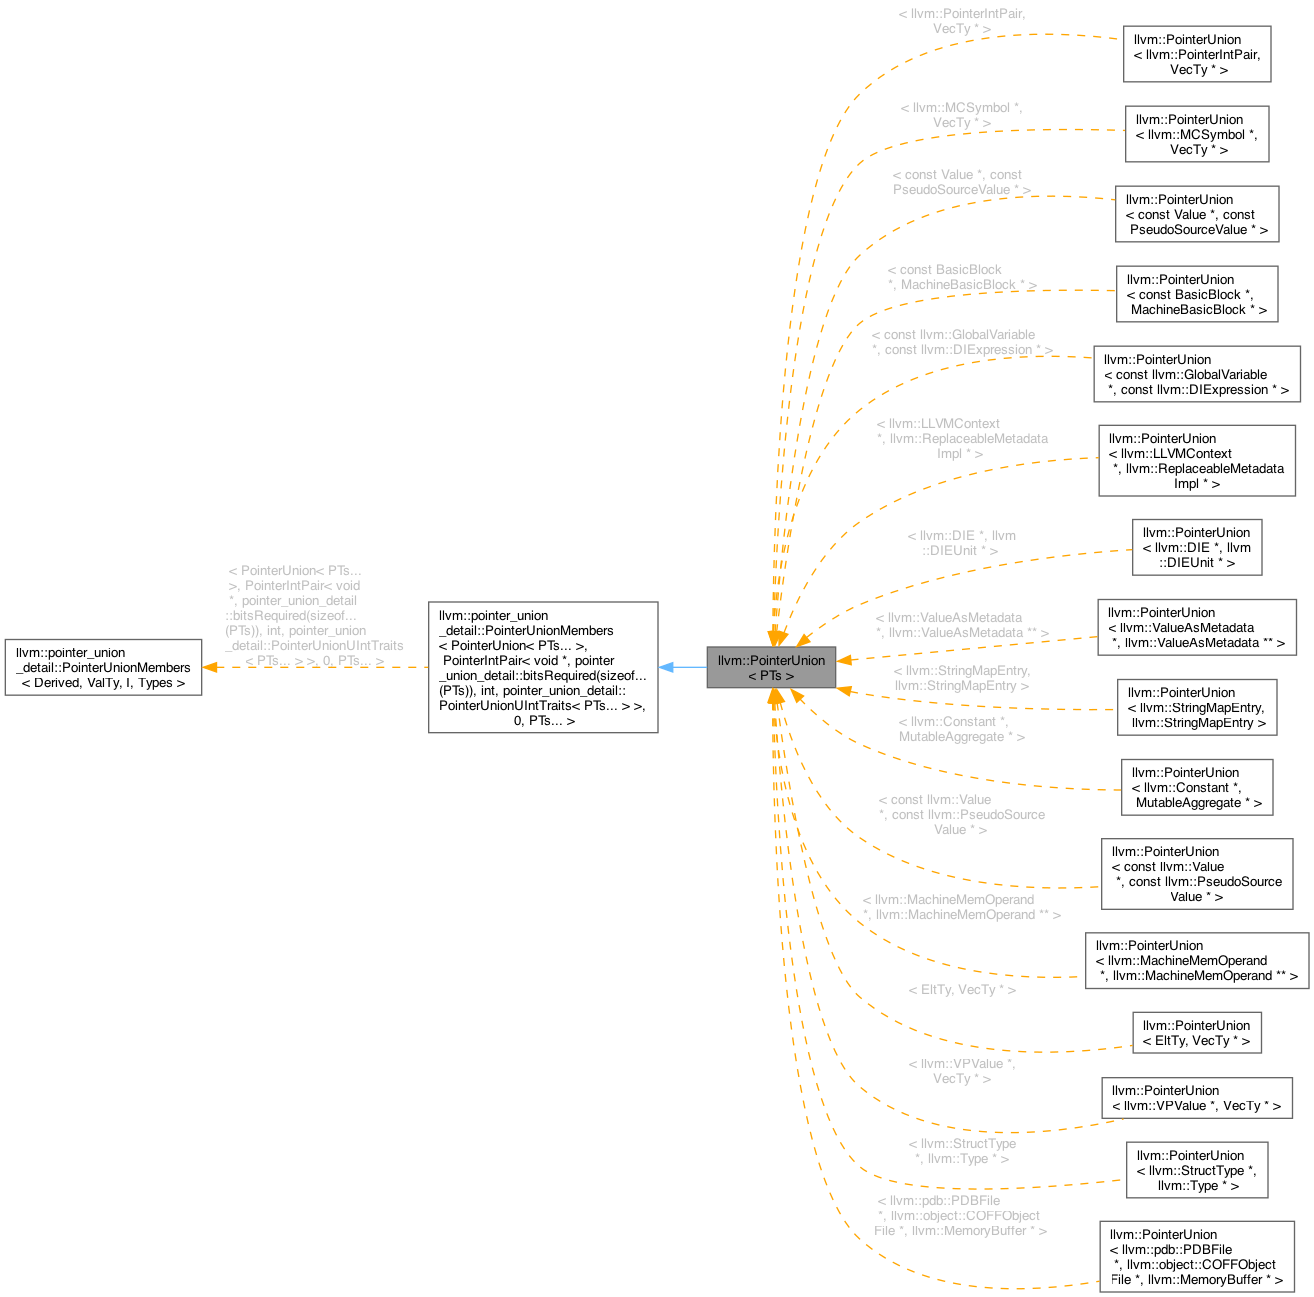 llvm::pointer_union
_detail::PointerUnionMembers
< Derived, ValTy, I, Types >
< PointerUnion< PTs...
>, PointerIntPair< void
*, pointer_union_detail
::bitsRequired(sizeof...
(PTs)), int, pointer_union
_detail::PointerUnionUIntTraits
< PTs... > >, 0, PTs... >
llvm::pointer_union
_detail::PointerUnionMembers
< PointerUnion< PTs... >,
PointerIntPair< void *, pointer
_union_detail::bitsRequired(sizeof...
(PTs)), int, pointer_union_detail::
PointerUnionUIntTraits< PTs... > >,
0, PTs... >
llvm::PointerUnion
< PTs >
< llvm::PointerIntPair,
VecTy * >
llvm::PointerUnion
< llvm::PointerIntPair,
VecTy * >
< llvm::MCSymbol *,
VecTy * >
llvm::PointerUnion
< llvm::MCSymbol *,
VecTy * >
< const Value *, const
PseudoSourceValue * >
llvm::PointerUnion
< const Value *, const
PseudoSourceValue * >
< const BasicBlock
*, MachineBasicBlock * >
llvm::PointerUnion
< const BasicBlock *,
MachineBasicBlock * >
< const llvm::GlobalVariable
*, const llvm::DIExpression * >
llvm::PointerUnion
< const llvm::GlobalVariable
*, const llvm::DIExpression * >
< llvm::LLVMContext
*, llvm::ReplaceableMetadata
Impl * >
llvm::PointerUnion
< llvm::LLVMContext
*, llvm::ReplaceableMetadata
Impl * >
< llvm::DIE *, llvm
::DIEUnit * >
llvm::PointerUnion
< llvm::DIE *, llvm
::DIEUnit * >
< llvm::ValueAsMetadata
*, llvm::ValueAsMetadata ** >
llvm::PointerUnion
< llvm::ValueAsMetadata
*, llvm::ValueAsMetadata ** >
< llvm::StringMapEntry,
llvm::StringMapEntry >
llvm::PointerUnion
< llvm::StringMapEntry,
llvm::StringMapEntry >
< llvm::Constant *,
MutableAggregate * >
llvm::PointerUnion
< llvm::Constant *,
MutableAggregate * >
< const llvm::Value
*, const llvm::PseudoSource
Value * >
llvm::PointerUnion
< const llvm::Value
*, const llvm::PseudoSource
Value * >
< llvm::MachineMemOperand
*, llvm::MachineMemOperand ** >
llvm::PointerUnion
< llvm::MachineMemOperand
*, llvm::MachineMemOperand ** >
< EltTy, VecTy * >
llvm::PointerUnion
< EltTy, VecTy * >
< llvm::VPValue *,
VecTy * >
llvm::PointerUnion
< llvm::VPValue *, VecTy * >
< llvm::StructType
*, llvm::Type * >
llvm::PointerUnion
< llvm::StructType *,
llvm::Type * >
< llvm::pdb::PDBFile
*, llvm::object::COFFObject
File *, llvm::MemoryBuffer * >
llvm::PointerUnion
< llvm::pdb::PDBFile
*, llvm::object::COFFObject
File *, llvm::MemoryBuffer * >